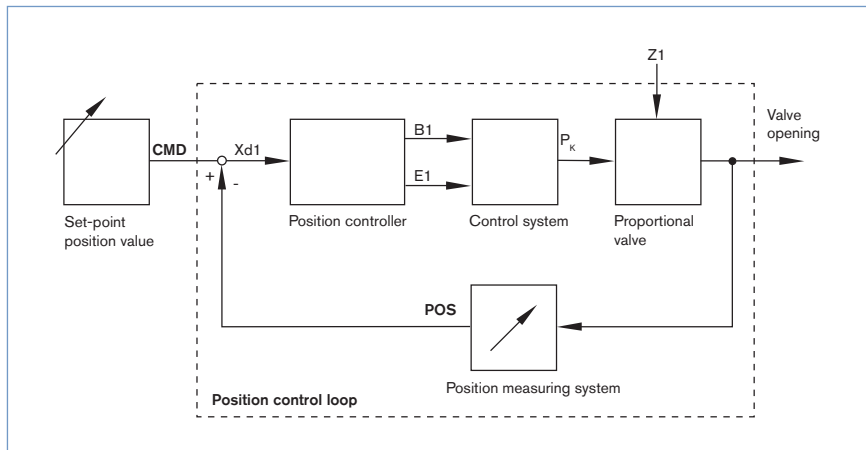 Z1
Valve
opening
CMD
Xd1
B1
E1
P_K
+
-
Set-point
position value
Position controller
Control system
Proportional
valve
POS
Position measuring system
Position control loop